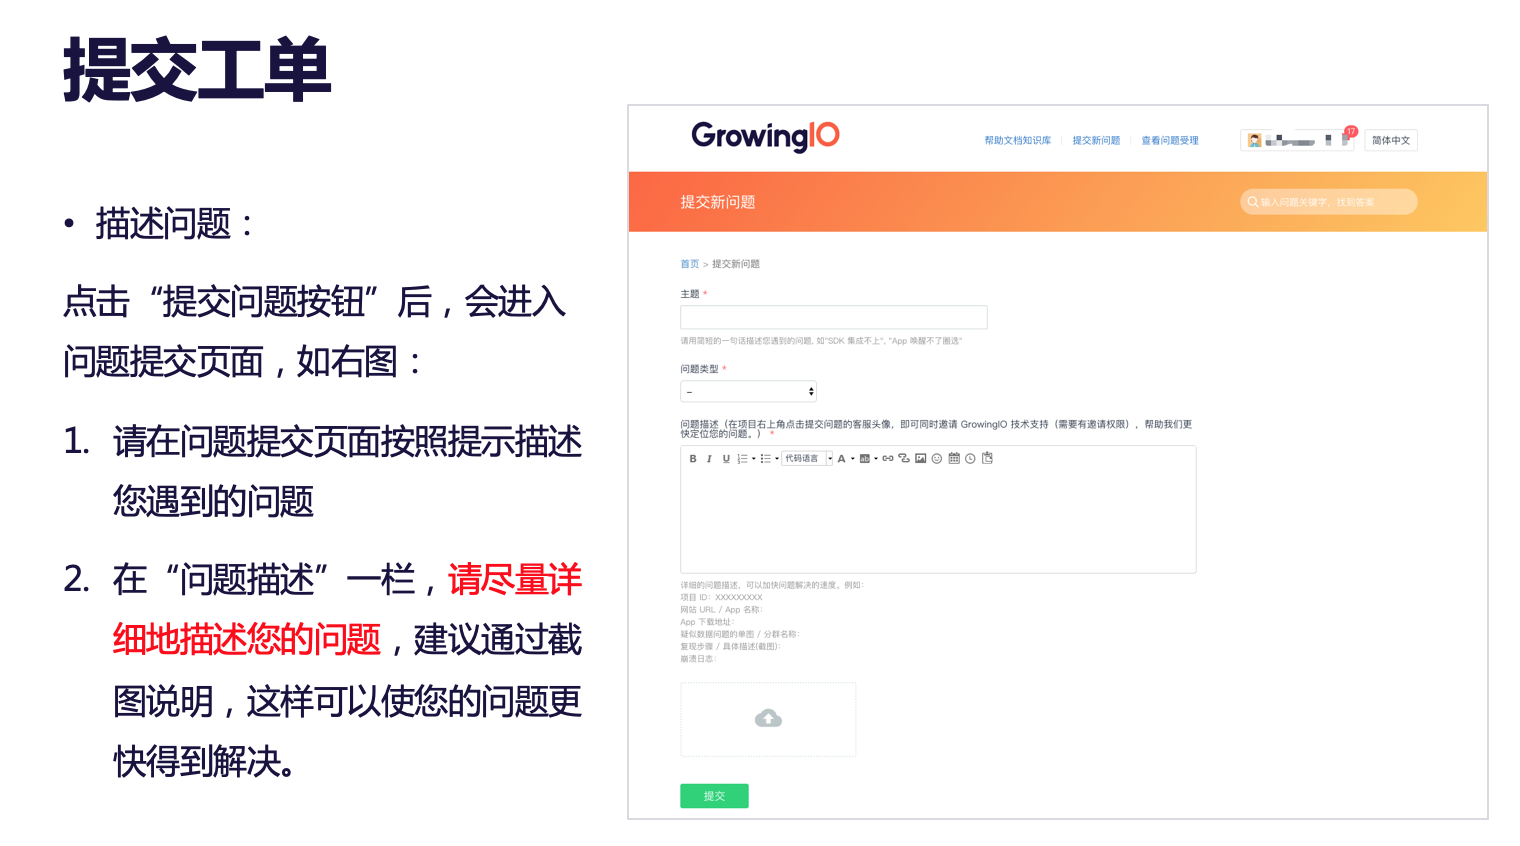 提交工单
• 描述问题：
点击“提交问题按钮”后，会进入
问题提交页面，如右图：
1. 请在问题提交页面按照提示描述
您遇到的问题
2. 在“问题描述”一栏，请尽量详
细地描述您的问题，建议通过截
图说明，这样可以使您的问题更
快得到解决。
GrowingIO
帮助文档知识库 提交新问题 查看问题受理
17
简体中文
提交新问题
输入问题关键字，找到答案
首页 > 提交新问题
主题 *
请用简短的一句话描述您遇到的问题, 如"SDK 集成不上", "App 唤醒不了圈选"
问题类型 *
–
问题描述（在项目右上角点击提交问题的客服头像，即可同时邀请 GrowingIO 技术支持（需要有邀请权限），帮助我们更
快定位您的问题。） *
B I U 代码语言 A
详细的问题描述，可以加快问题解决的速度。例如：
项目 ID：XXXXXXXXX
网站 URL / App 名称：
App 下载地址：
疑似数据问题的单图 / 分群名称：
复现步骤 / 具体描述(截图)：
崩溃日志：
提交